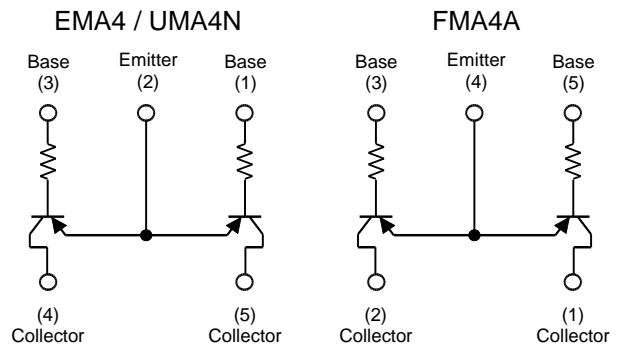 EMA4 / UMA4N
FMA4A
Base
(3)
Emitter
(2)
Base
(1)
Base
(3)
Emitter
(4)
Base
(5)
(4)
Collector
(5)
Collector
(2)
Collector
(1)
Collector